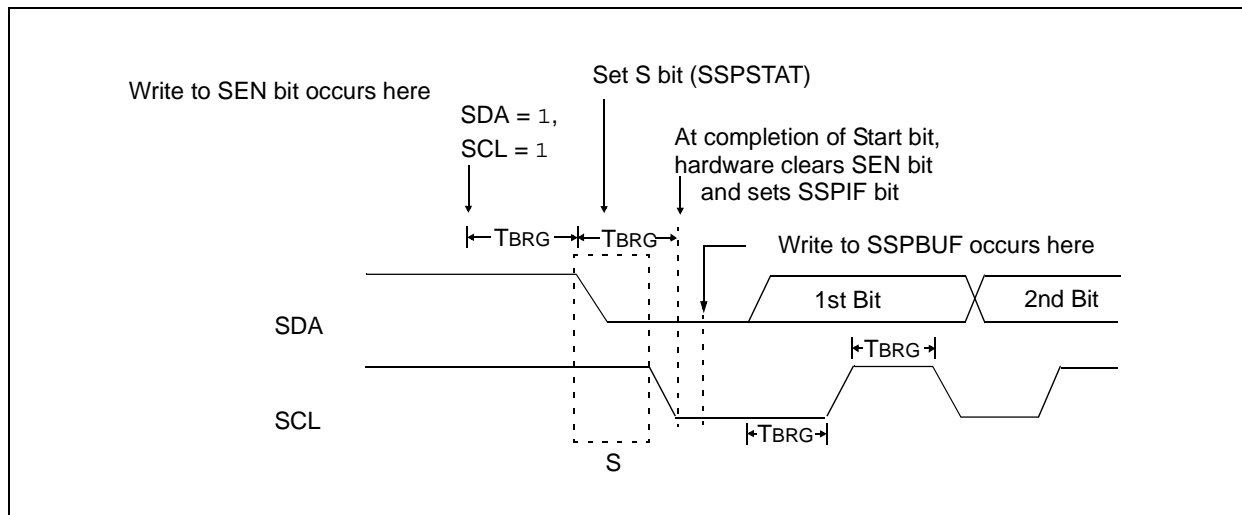 Set S bit (SSPSTAT)
Write to SEN bit occurs here
SDA = 1,
SCL = 1
At completion of Start bit,
hardware clears SEN bit
and sets SSPIF bit
TBRG
TBRG
Write to SSPBUF occurs here
SDA
1st Bit
2nd Bit
TBRG
SCL
TBRG
S